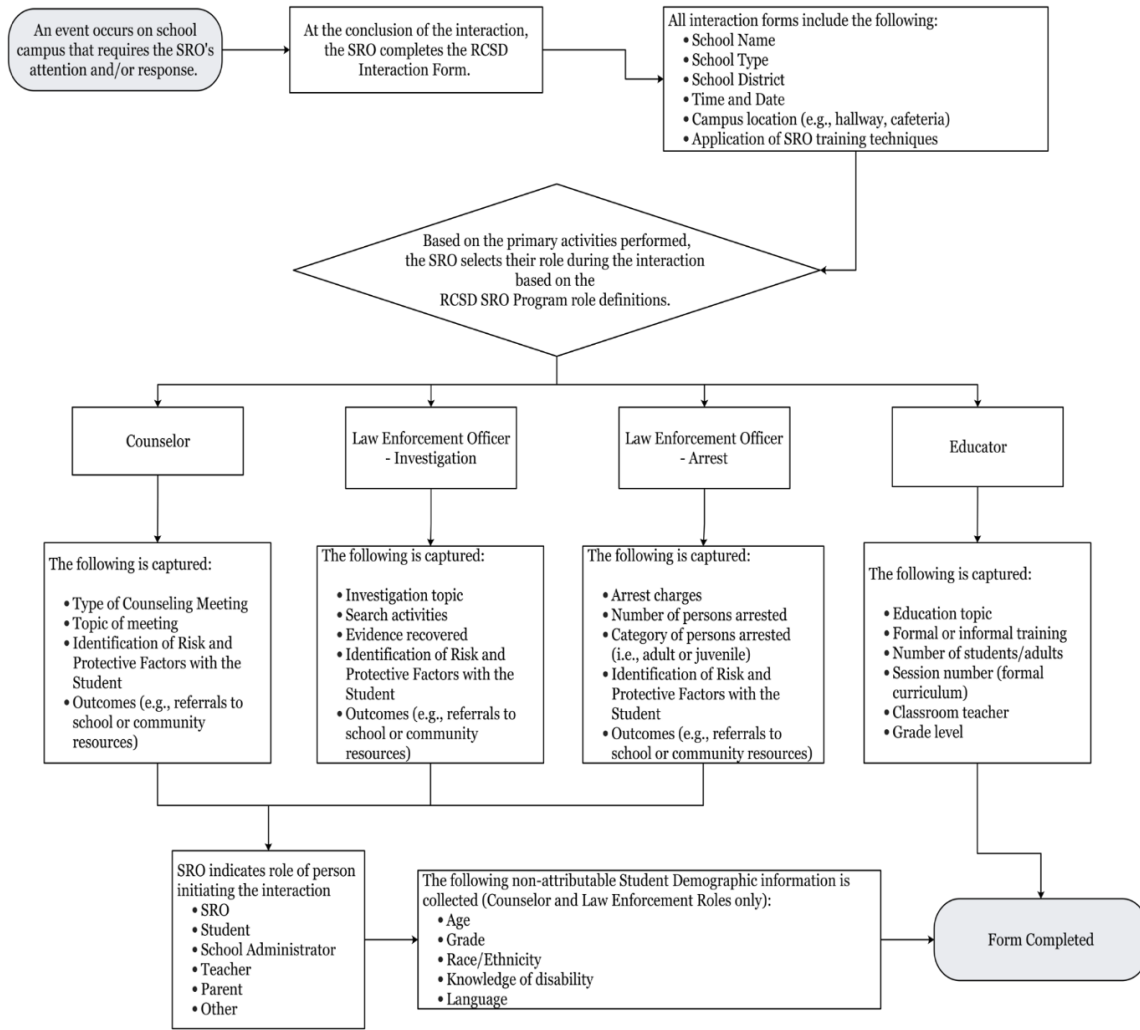 An event occurs on school
campus that requires the SRO's
attention and/or response.
At the conclusion of the interaction,
the SRO completes the RCSD
Interaction Form.
All interaction forms include the following:
• School Name
• School Type
• School District
• Time and Date
• Campus location (e.g., hallway, cafeteria)
• Application of SRO training techniques
Based on the primary activities performed,
the SRO selects their role during the interaction
based on the
RCSD SRO Program role definitions.
Counselor
Law Enforcement Officer
- Investigation
Law Enforcement Officer
- Arrest
Educator
The following is captured:
• Type of Counseling Meeting
• Topic of meeting
• Identification of Risk and
Protective Factors with the
Student
• Outcomes (e.g., referrals to
school or community
resources)
The following is captured:
• Investigation topic
• Search activities
• Evidence recovered
• Identification of Risk and
Protective Factors with the
Student
• Outcomes (e.g., referrals to
school or community
resources)
The following is captured:
• Arrest charges
• Number of persons arrested
• Category of persons arrested
(i.e., adult or juvenile)
• Identification of Risk and
Protective Factors with the
Student
• Outcomes (e.g., referrals to
school or community resources)
The following is captured:
• Education topic
• Formal or informal training
• Number of students/adults
• Session number (formal
curriculum)
• Classroom teacher
• Grade level
SRO indicates role of person
initiating the interaction
• SRO
• Student
• School Administrator
• Teacher
• Parent
• Other
The following non-attributable Student Demographic information is
collected (Counselor and Law Enforcement Roles only):
• Age
• Grade
• Race/Ethnicity
• Knowledge of disability
• Language
Form Completed